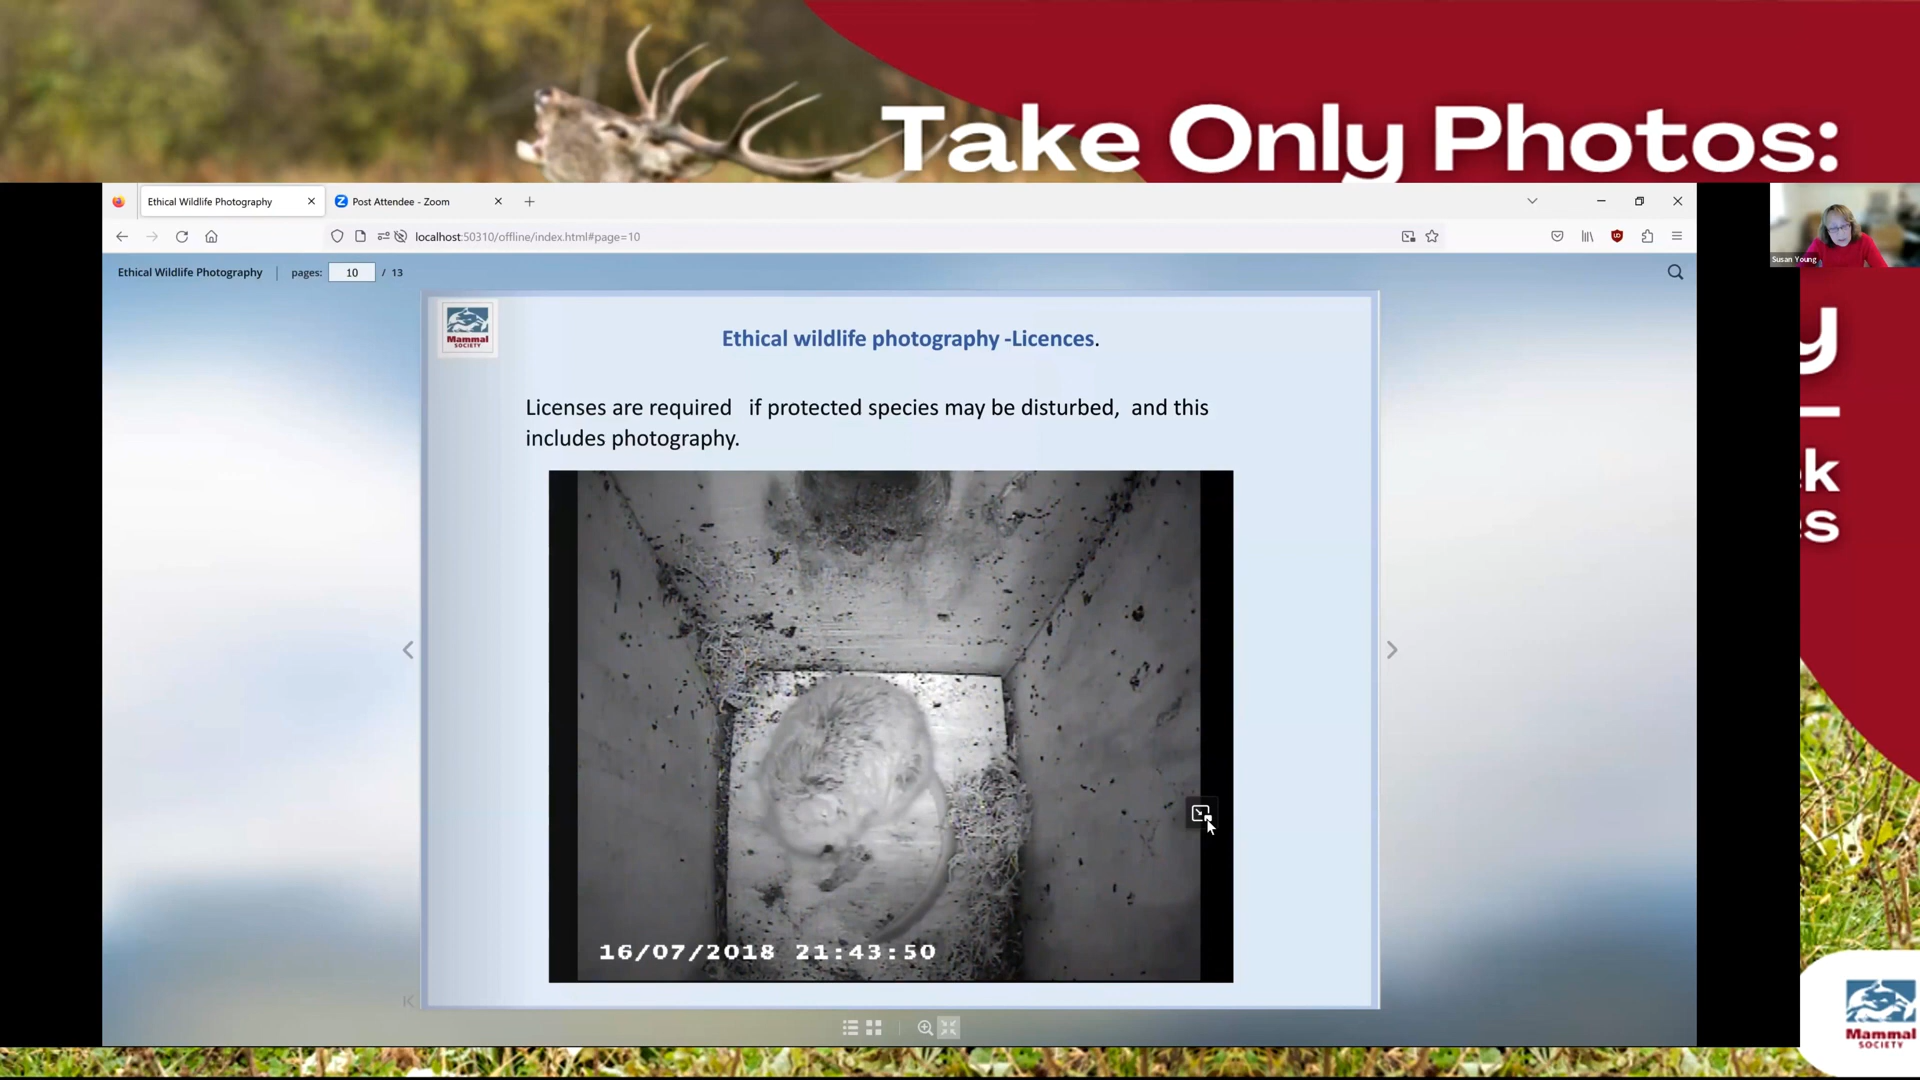 Take Only Photos:
Ethical Wildlife Photography
Post Attendee - Zoom
localhost:50310/offline/index.html#page=10
Susan Young
Ethical Wildlife Photography
pages:
10
/ 13
Mammal
SOCIETY
Ethical wildlife photography -Licences.
Licenses are required if protected species may be disturbed, and this
includes photography.
y
k
s
16/07/2018 21:43:50
Mammal
SOCIETY